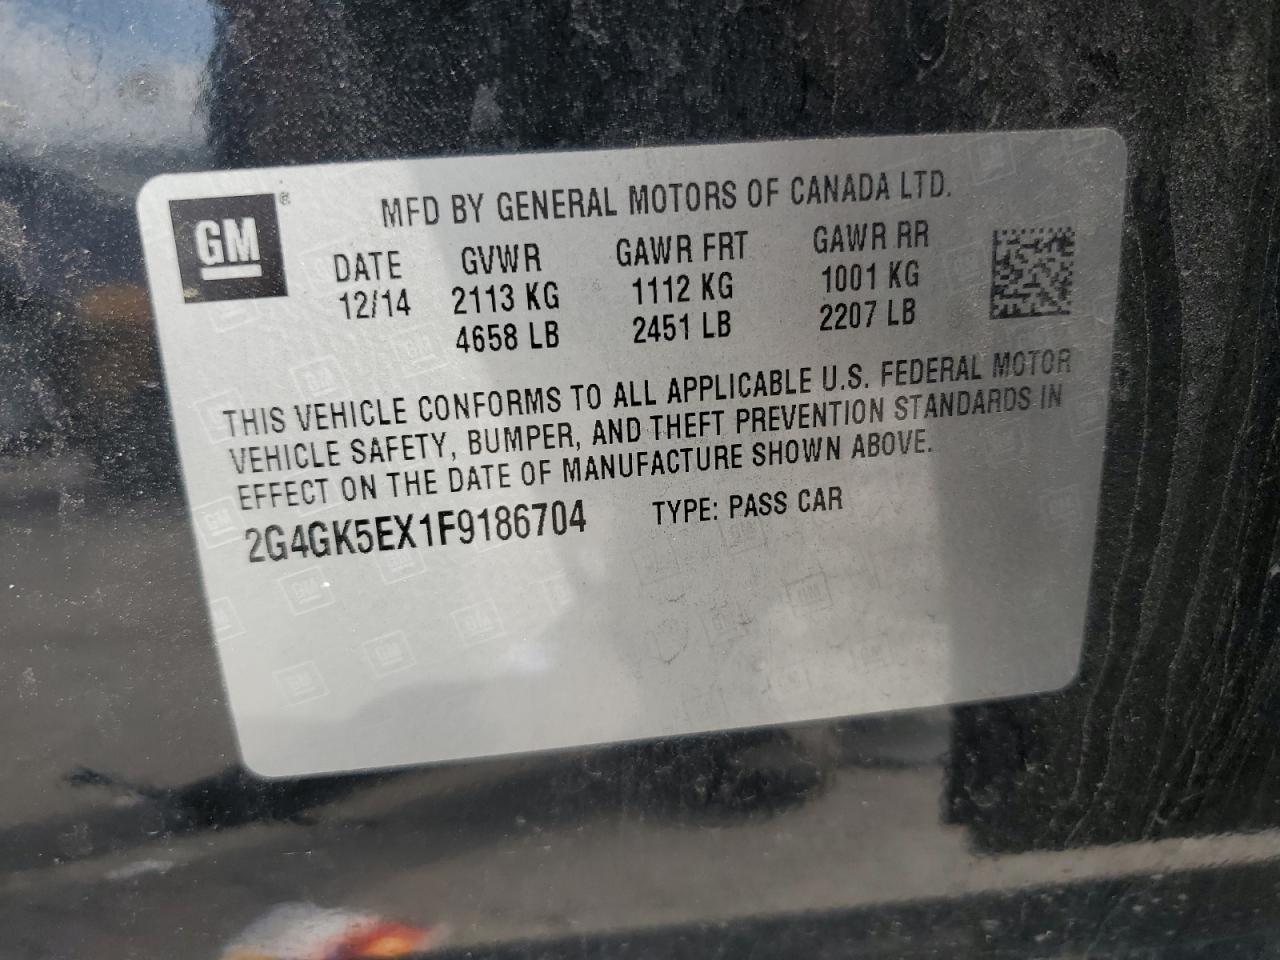 GM ®
MFD BY GENERAL MOTORS OF CANADA LTD.
DATE GVWR GAWR FRT GAWR RR
12/14 2113 KG 1112 KG 1001 KG
4658 LB 2451 LB 2207 LB
THIS VEHICLE CONFORMS TO ALL APPLICABLE U.S. FEDERAL MOTOR
VEHICLE SAFETY, BUMPER, AND THEFT PREVENTION STANDARDS IN
EFFECT ON THE DATE OF MANUFACTURE SHOWN ABOVE.
2G4GK5EX1F9186704 TYPE: PASS CAR